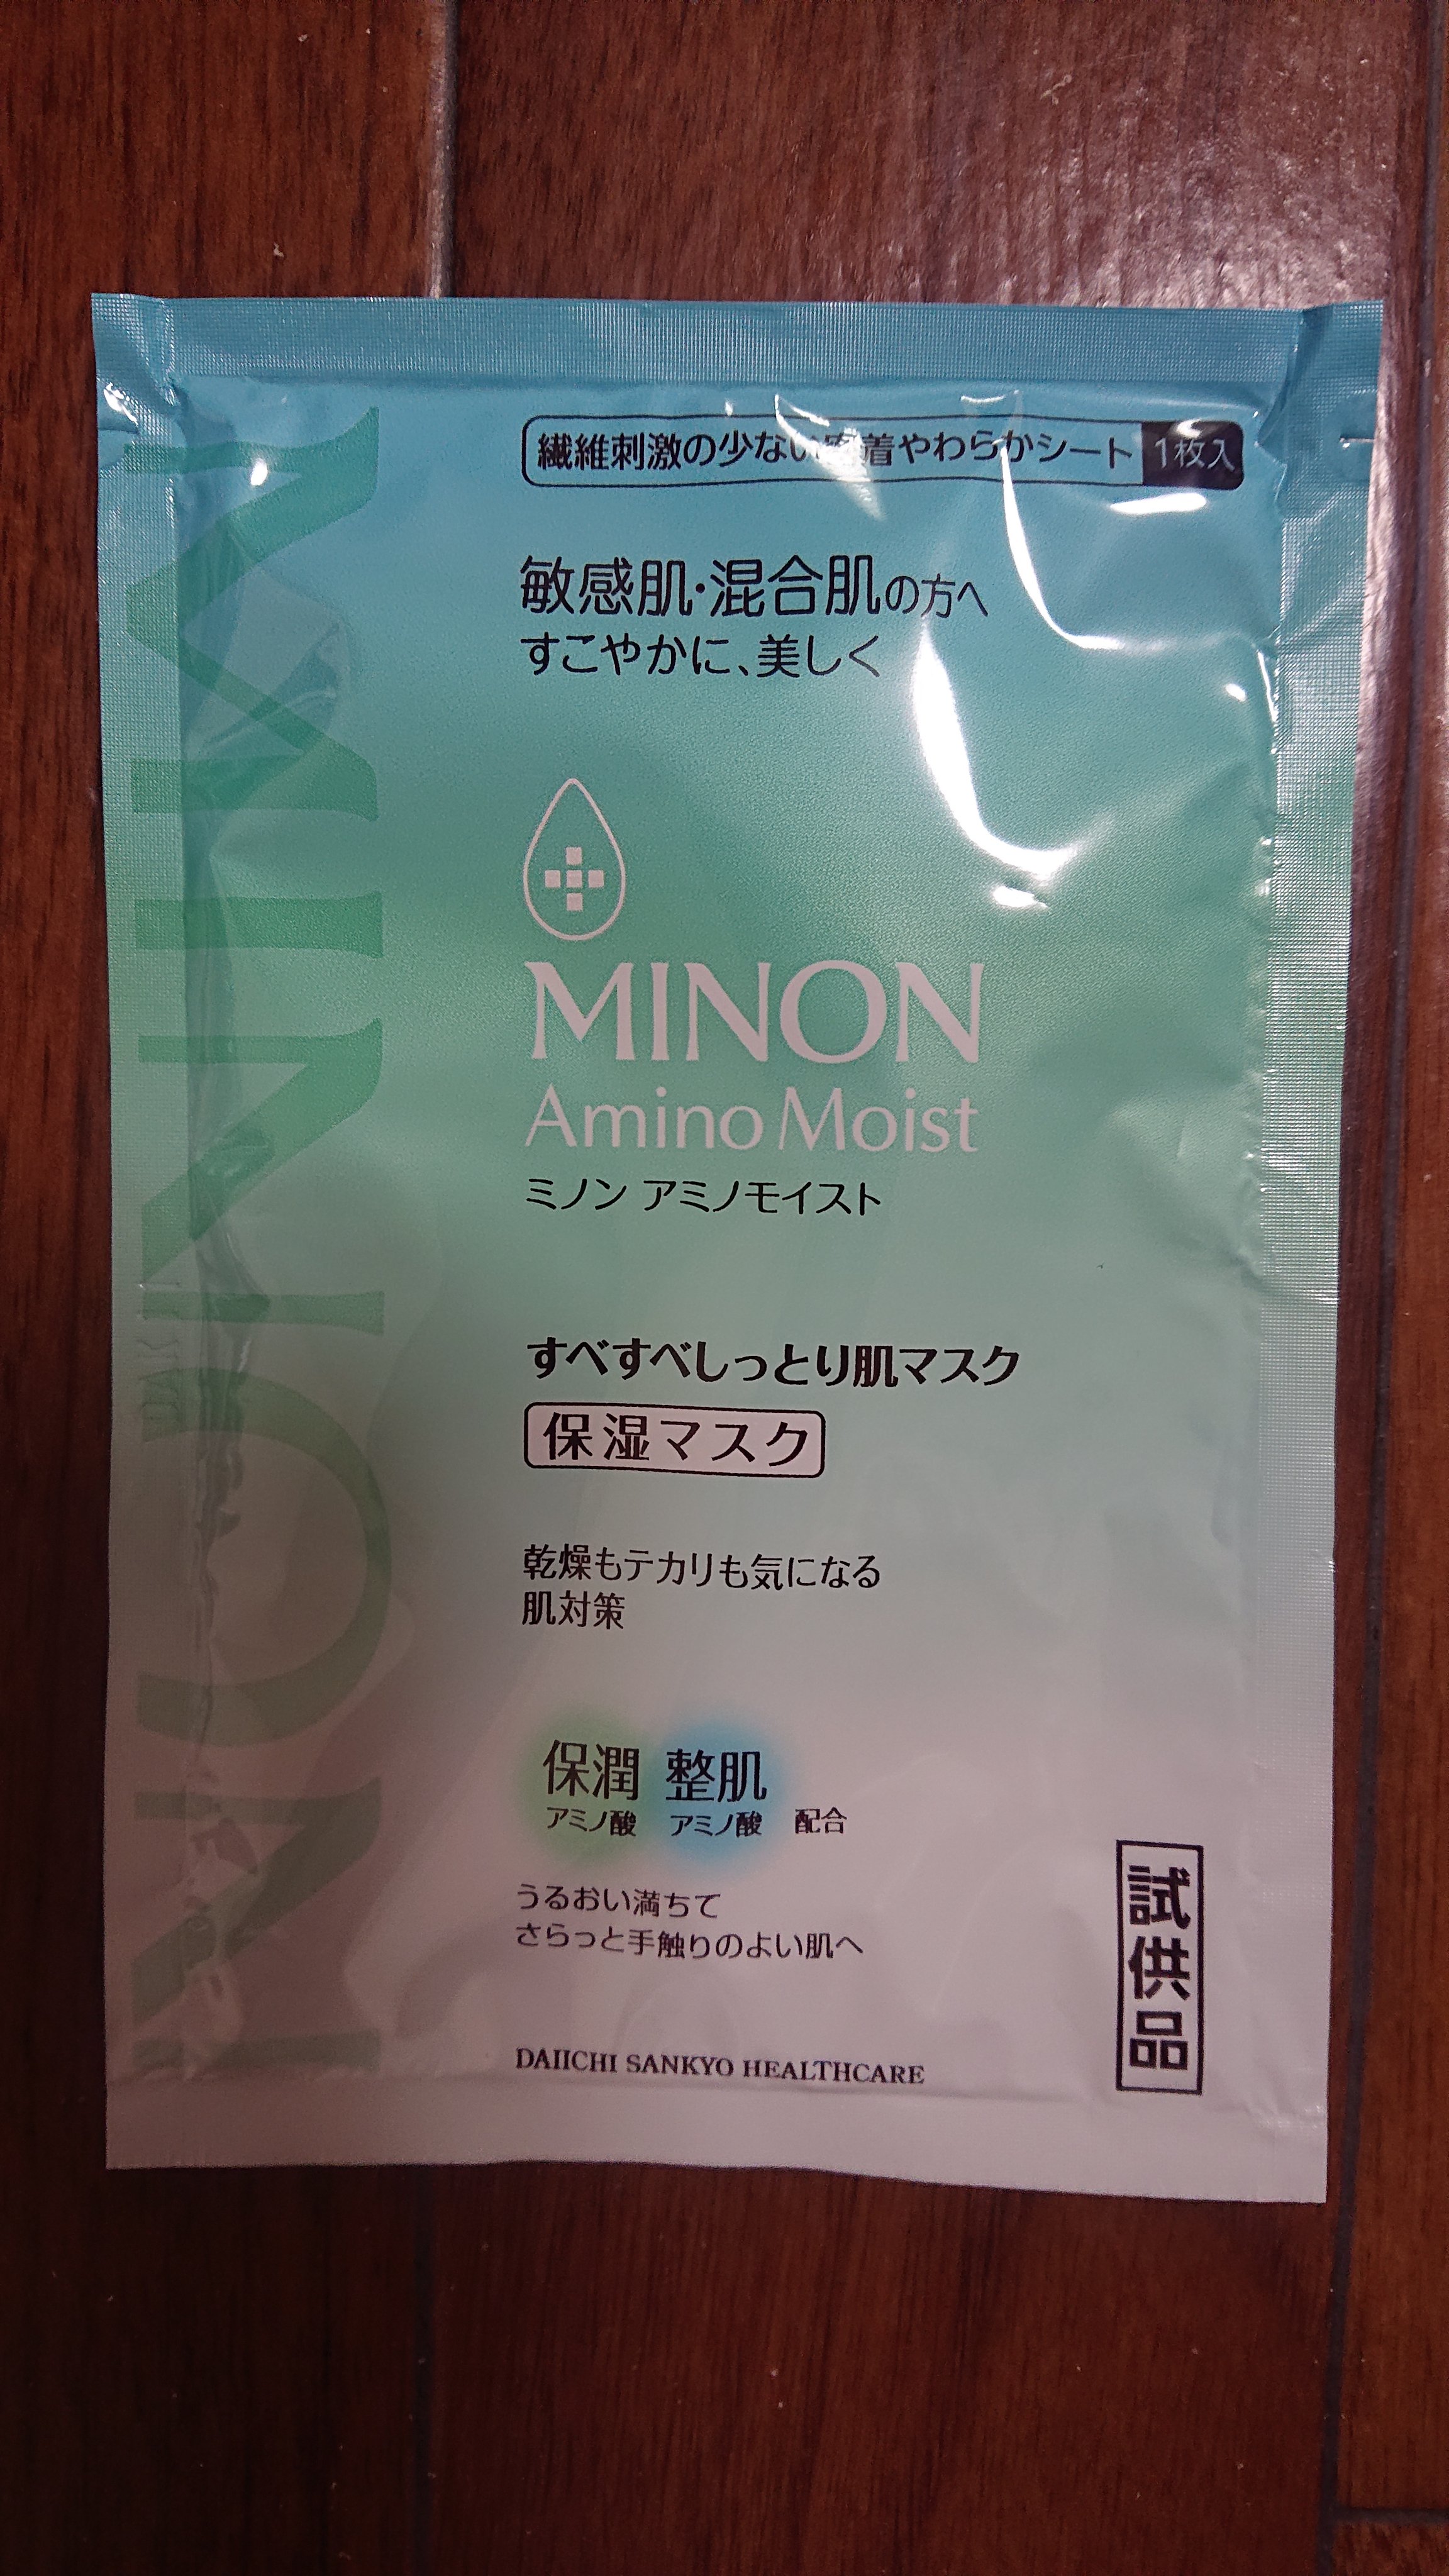 繊維刺激の少ない密着やわらかシート 1枚入
敏感肌・混合肌の方へ
すこやかに、美しく
MINON
MINON
Amino Moist
ミノン アミノモイスト
すべすべしっとり肌マスク
保湿マスク
乾燥もテカリも気になる
肌対策
保潤 整肌
アミノ酸 アミノ酸 配合
うるおい満ちて
さらっと手触りのよい肌へ
試供品
DAIICHI SANKYO HEALTHCARE